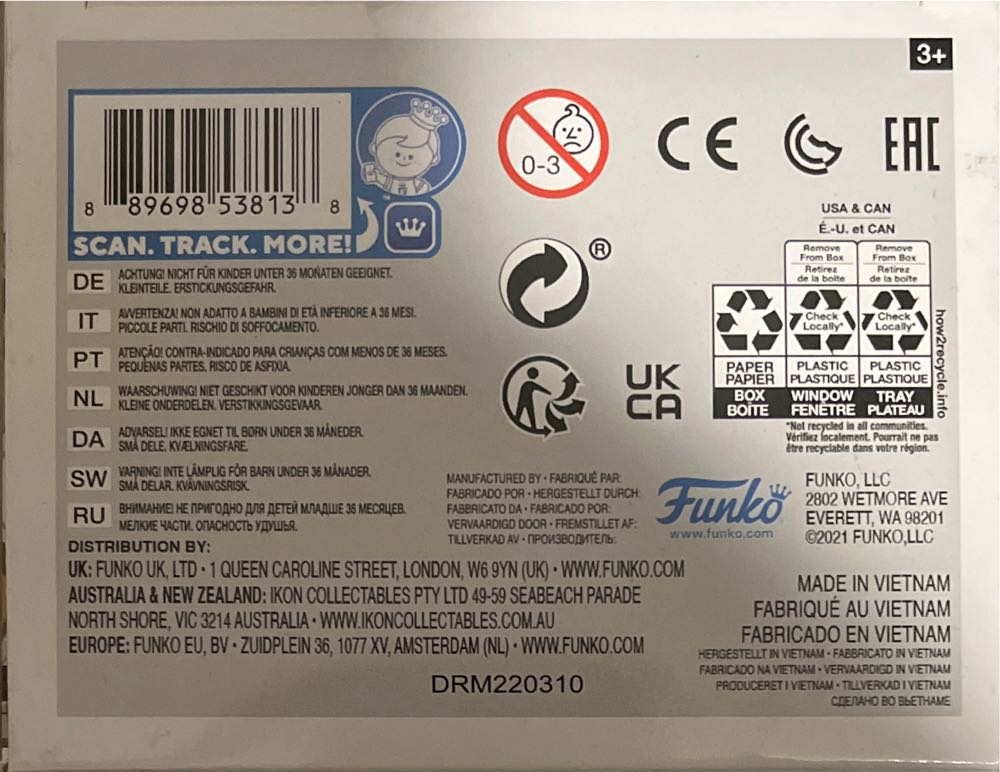 3+
8 89698 53813 8
SCAN. TRACK. MORE!
0-3
CE
EAC
®
UK
CA
USA & CAN
É.-U. et CAN
Remove
From Box
Retirez
de la boîte
Remove
From Box
Retirez
de la boîte
Check
Locally*
Check
Locally*
PAPER
PAPIER
PLASTIC
PLASTIQUE
PLASTIC
PLASTIQUE
BOX
BOÎTE
WINDOW
FENÊTRE
TRAY
PLATEAU
how2recycle.info
*Not recycled in all communities.
Vérifiez localement. Pourrait ne pas
être recyclable dans votre région.
DE ACHTUNG! NICHT FÜR KINDER UNTER 36 MONATEN GEEIGNET.
KLEINTEILE. ERSTICKUNGSGEFAHR.
IT AVVERTENZA! NON ADATTO A BAMBINI DI ETÀ INFERIORE A 36 MESI.
PICCOLE PARTI. RISCHIO DI SOFFOCAMENTO.
PT ATENÇÃO! CONTRA-INDICADO PARA CRIANÇAS COM MENOS DE 36 MESES.
PEQUENAS PARTES. RISCO DE ASFIXIA.
NL WAARSCHUWING! NIET GESCHIKT VOOR KINDEREN JONGER DAN 36 MAANDEN.
KLEINE ONDERDELEN. VERSTIKKINGSGEVAAR.
DA ADVARSEL! IKKE EGNET TIL BØRN UNDER 36 MÅNEDER.
SMÅ DELE. KVÆLNINGSFARE.
SW VARNING! INTE LÄMPLIG FÖR BARN UNDER 36 MÅNADER.
SMÅ DELAR. KVÄVNINGSRISK.
RU ВНИМАНИЕ! НЕ ПРИГОДНО ДЛЯ ДЕТЕЙ МЛАДШЕ 36 МЕСЯЦЕВ.
МЕЛКИЕ ЧАСТИ. ОПАСНОСТЬ УДУШЬЯ.
MANUFACTURED BY • FABRIQUÉ PAR:
FABRICADO POR • HERGESTELLT DURCH:
FABBRICATO DA • FABRICADO POR:
VERVAARDIGD DOOR • FREMSTILLET AF:
TILLVERKAD AV • ПРОИЗВОДИТЕЛЬ:
Funko
www.funko.com
FUNKO, LLC
2802 WETMORE AVE
EVERETT, WA 98201
©2021 FUNKO,LLC
DISTRIBUTION BY:
UK: FUNKO UK, LTD • 1 QUEEN CAROLINE STREET, LONDON, W6 9YN (UK) • WWW.FUNKO.COM
AUSTRALIA & NEW ZEALAND: IKON COLLECTABLES PTY LTD 49-59 SEABEACH PARADE
NORTH SHORE, VIC 3214 AUSTRALIA • WWW.IKONCOLLECTABLES.COM.AU
EUROPE: FUNKO EU, BV • ZUIDPLEIN 36, 1077 XV, AMSTERDAM (NL) • WWW.FUNKO.COM
DRM220310
MADE IN VIETNAM
FABRIQUÉ AU VIETNAM
FABRICADO EN VIETNAM
HERGESTELLT IN VIETNAM • FABBRICATO IN VIETNAM
FABRICADO NA VIETNAM • VERVAARDIGD IN VIETNAM
PRODUCERET I VIETNAM • TILLVERKAD I VIETNAM
СДЕЛАНО ВО ВЬЕТНАМЕ